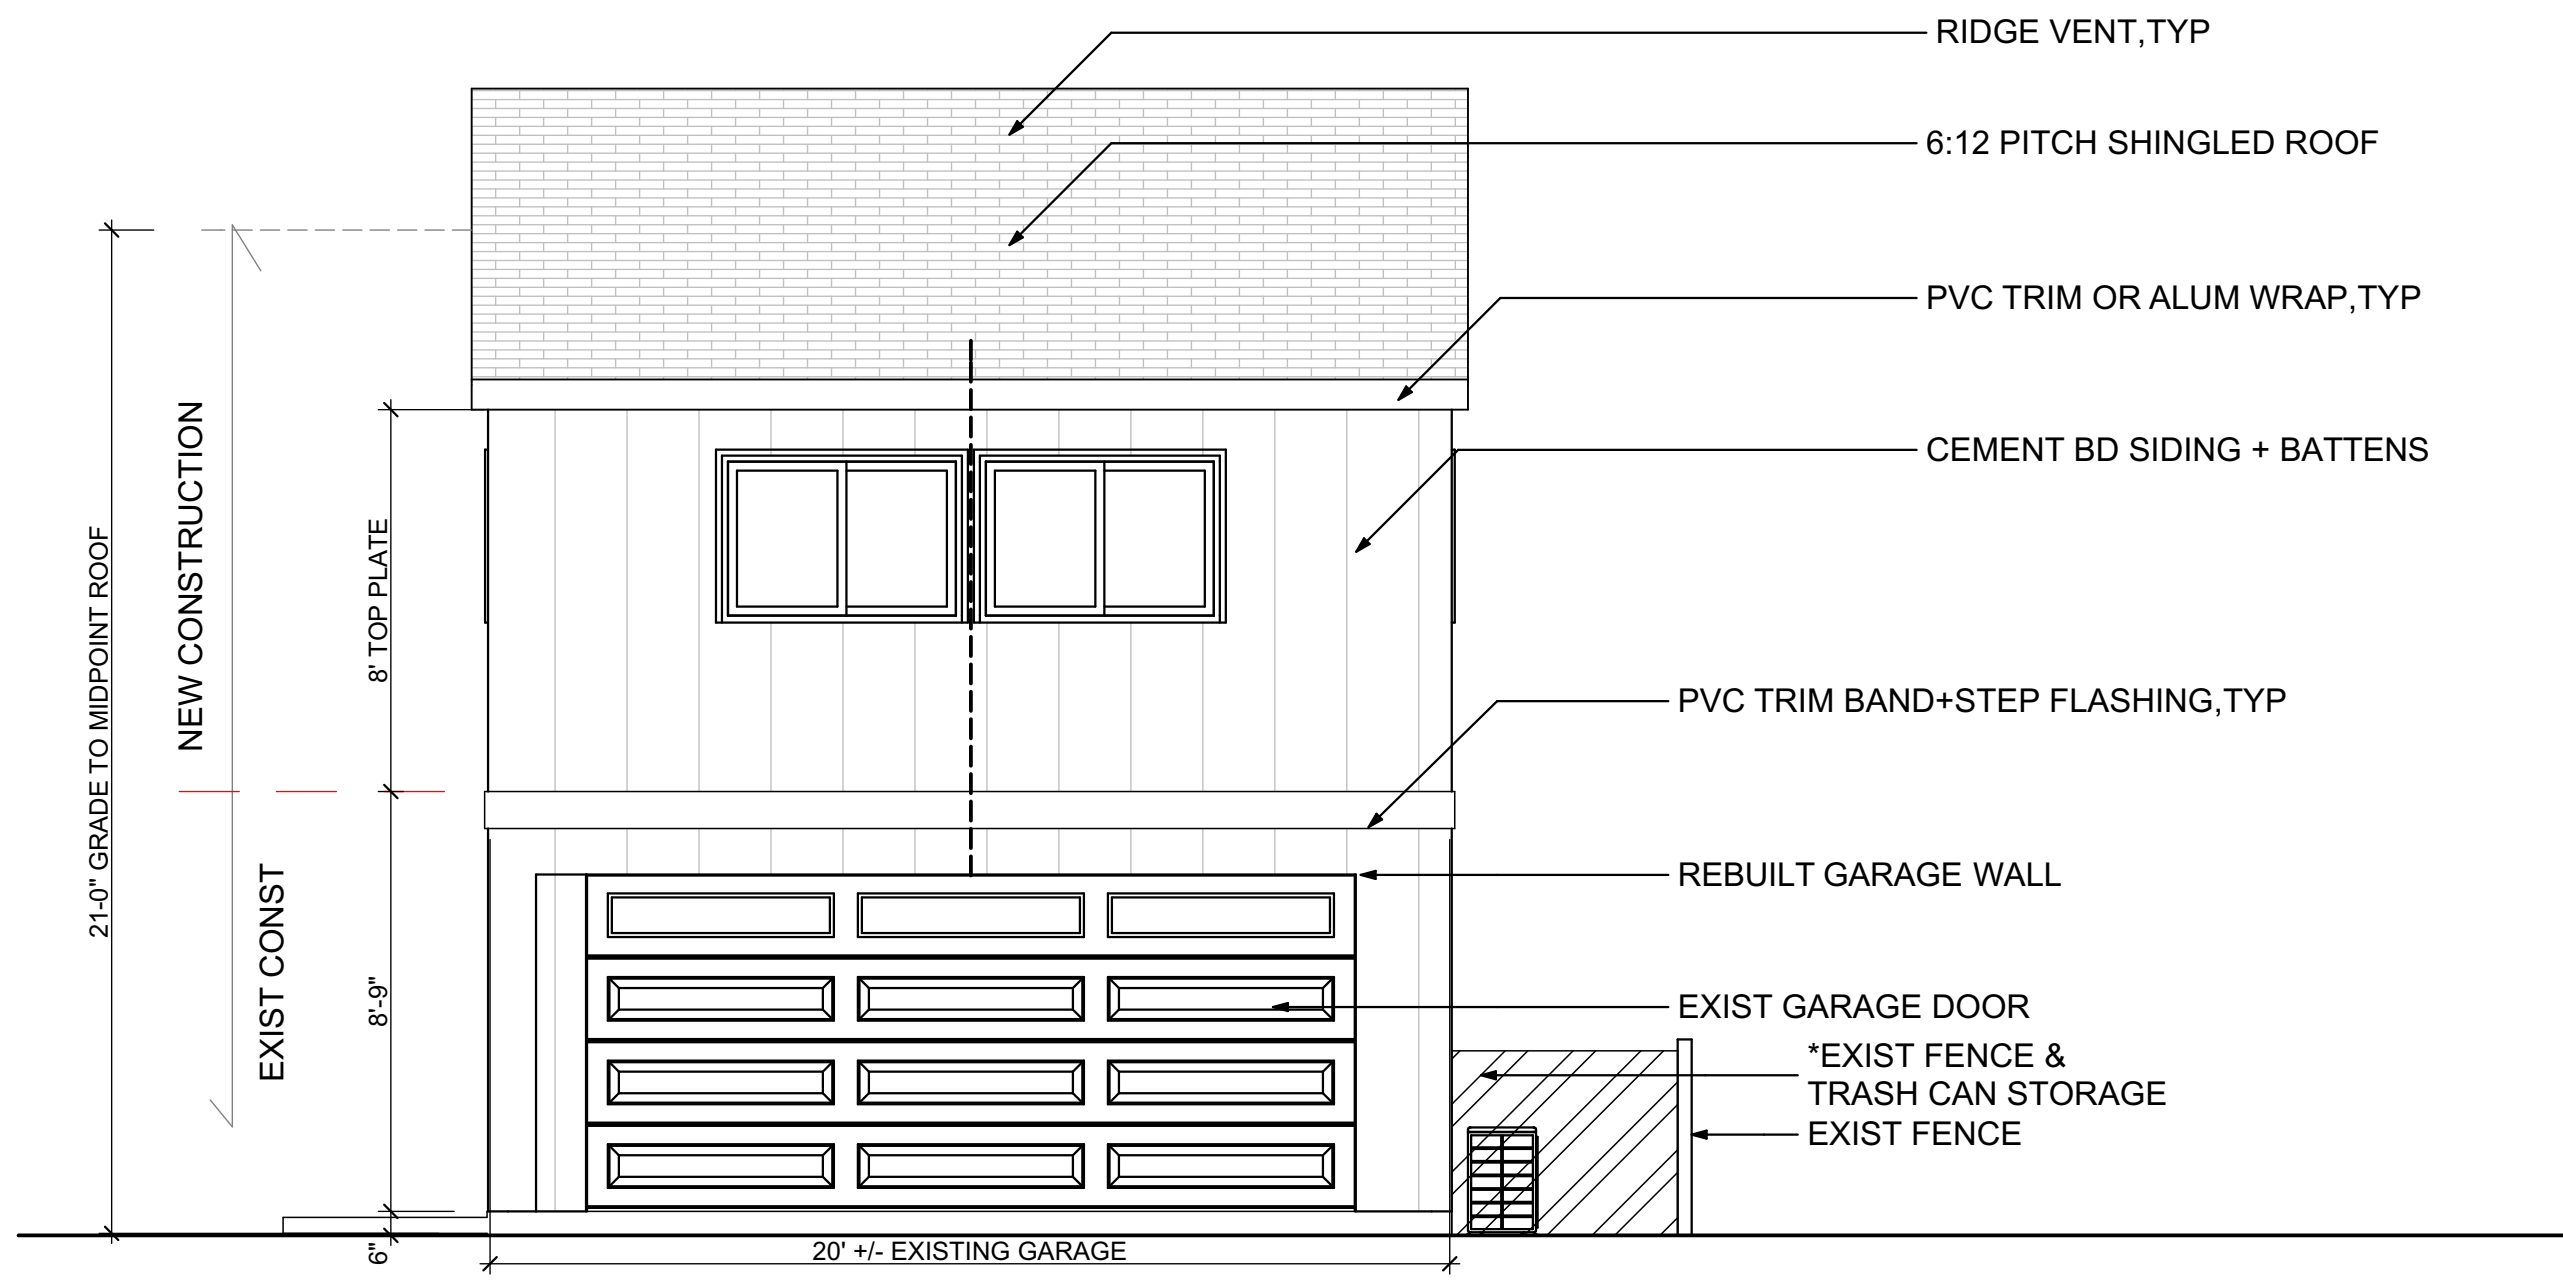 RIDGE VENT,TYP
6:12 PITCH SHINGLED ROOF
PVC TRIM OR ALUM WRAP,TYP
CEMENT BD SIDING + BATTENS
PVC TRIM BAND+STEP FLASHING,TYP
REBUILT GARAGE WALL
EXIST GARAGE DOOR
*EXIST FENCE &
TRASH CAN STORAGE
EXIST FENCE
21-0" GRADE TO MIDPOINT ROOF
NEW CONSTRUCTION
EXIST CONST
8' TOP PLATE
8'-9"
6"
20' +/- EXISTING GARAGE